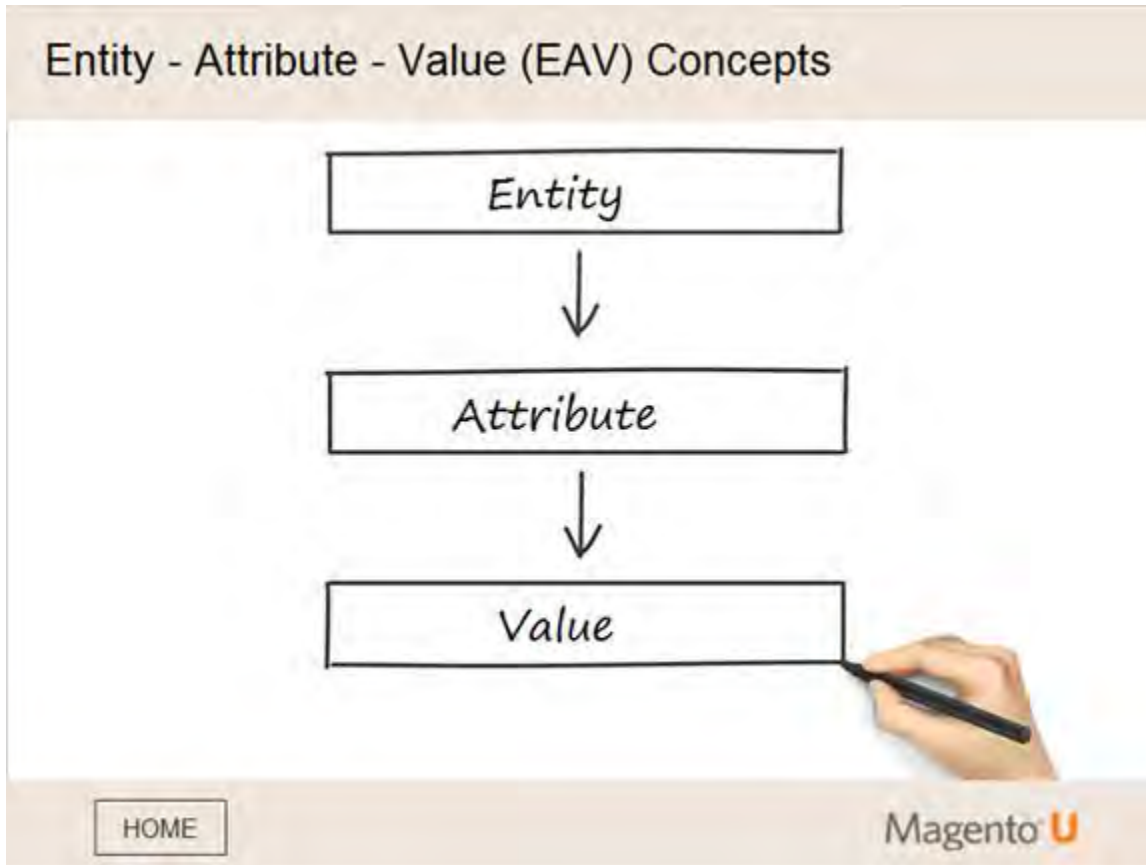 Entity - Attribute - Value (EAV) Concepts
Entity
Attribute
Value
HOME
Magento U